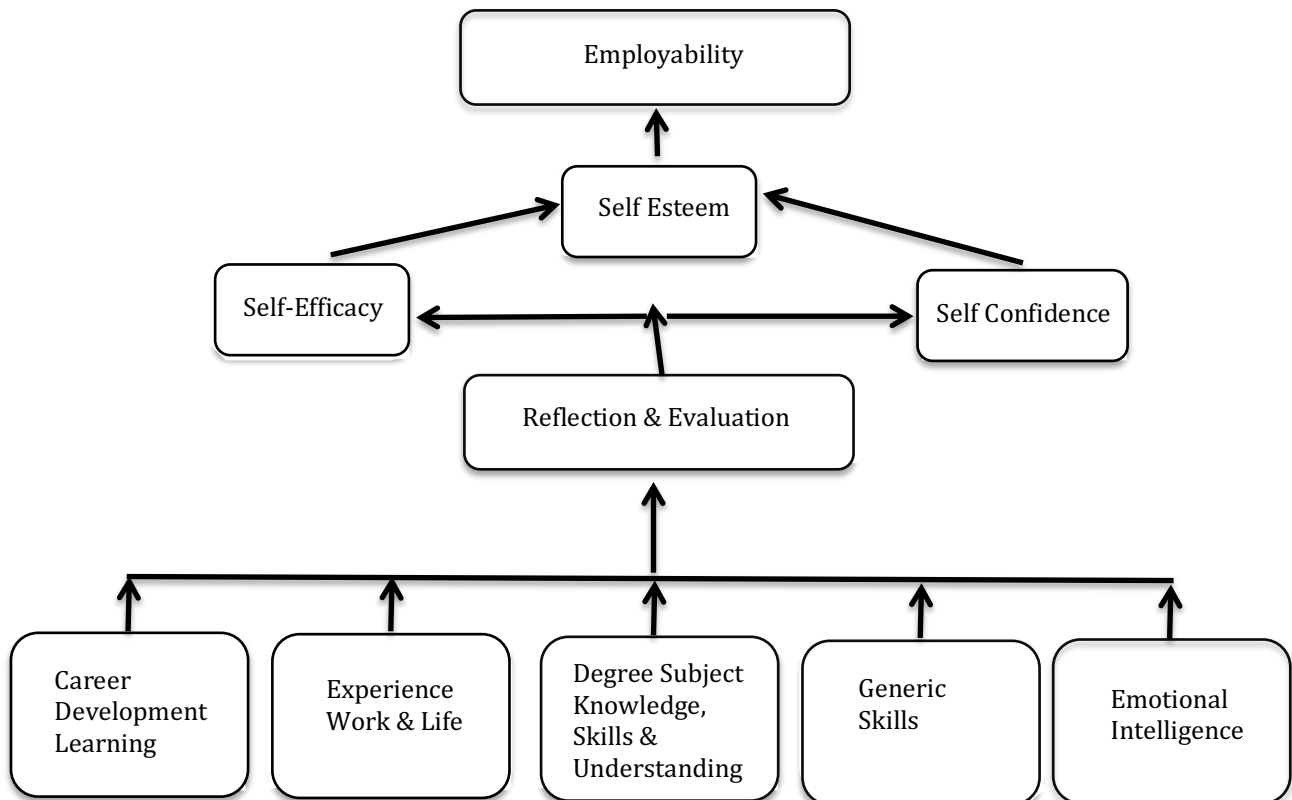 Employability
Self Esteem
Self-Efficacy
Self Confidence
Reflection & Evaluation
Career
Development
Learning
Experience
Work & Life
Degree Subject
Knowledge,
Skills &
Understanding
Generic
Skills
Emotional
Intelligence